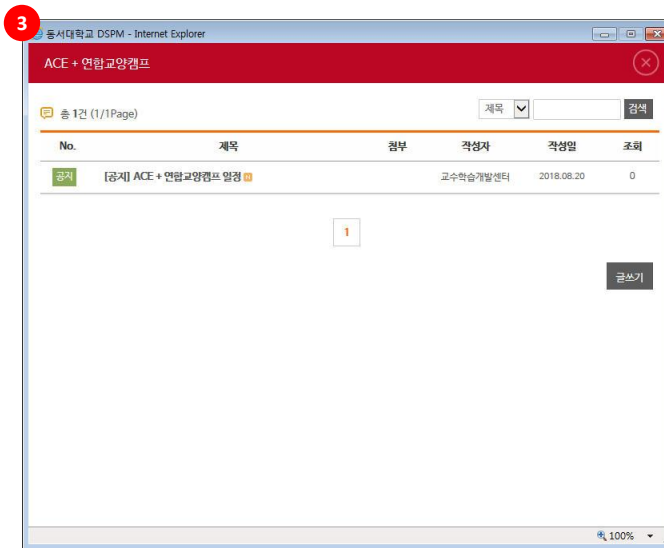 3
동서대학교 DSPM - Internet Explorer
ACE + 연합교양캠프
총 1건 (1/1Page)
제목
검색
No. 제목 첨부 작성자 작성일 조회
공지 [공지] ACE + 연합교양캠프 일정 N 교수학습개발센터 2018.08.20 0
1
글쓰기
100%